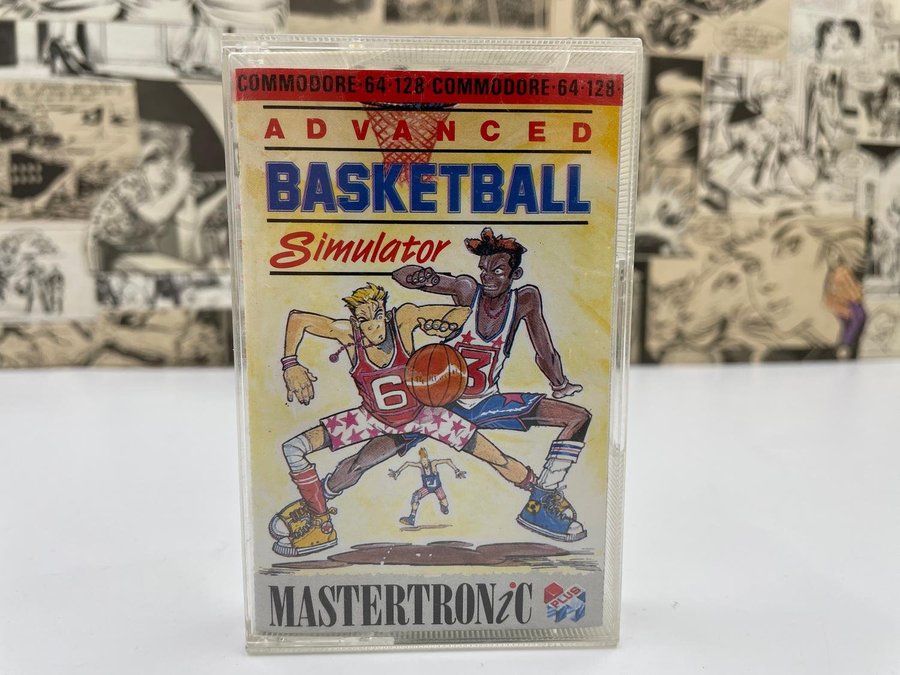 COMMODORE·64·128·COMMODORE·64·128·
ADVANCED
BASKETBALL
Simulator
6
3
MASTERTRONiC
PLUS